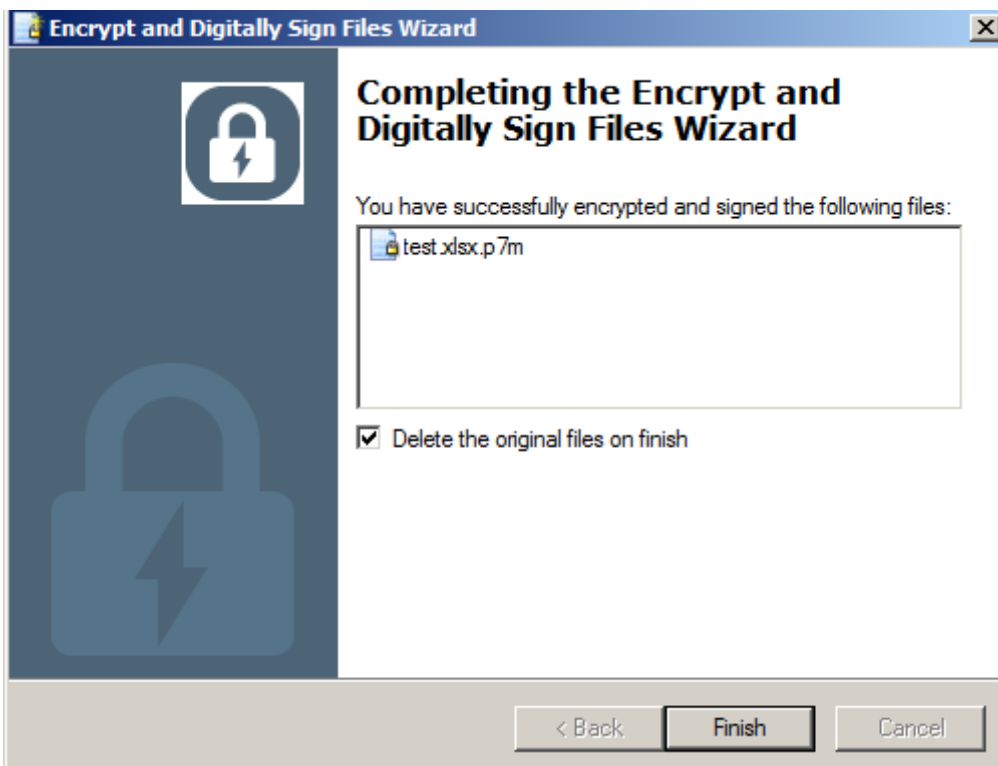 Encrypt and Digitally Sign Files Wizard
Completing the Encrypt and
Digitally Sign Files Wizard
You have successfully encrypted and signed the following files:
test.xlsx.p7m
Delete the original files on finish
< Back Finish Cancel